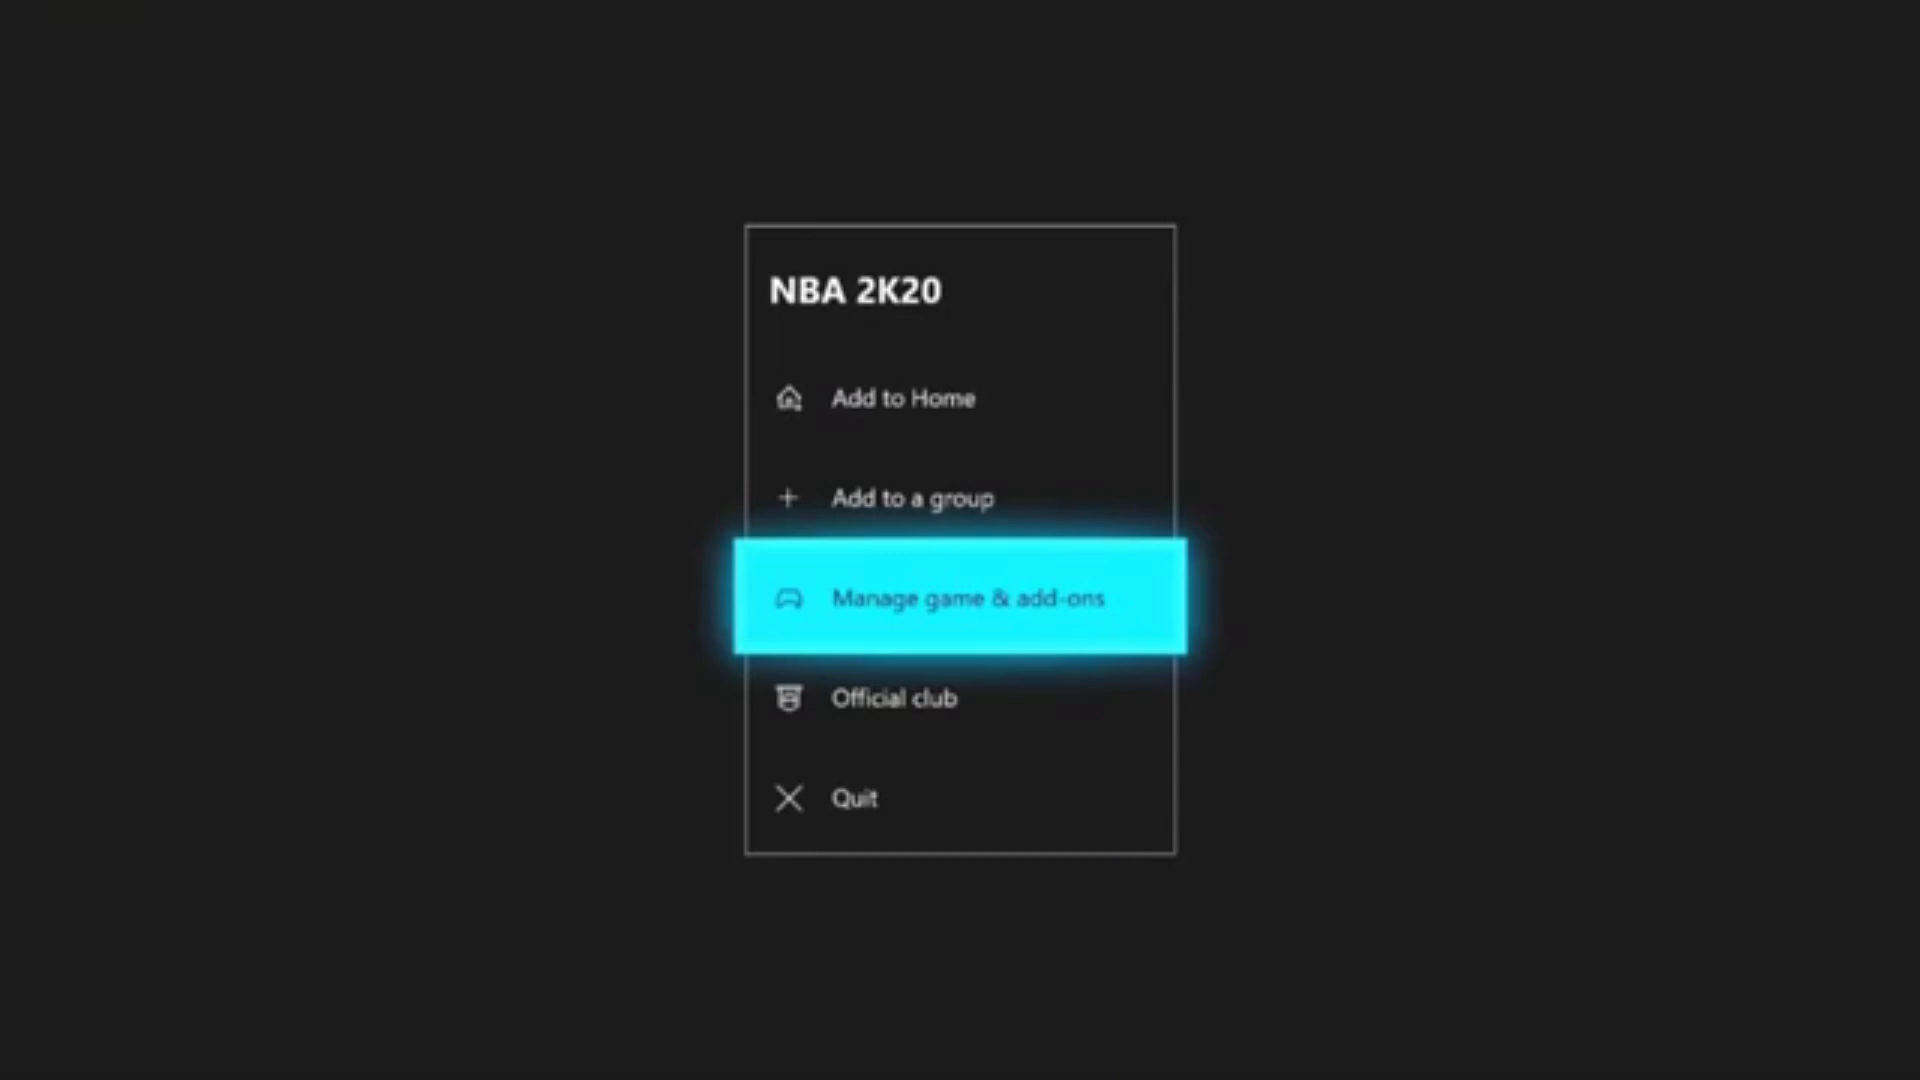 NBA 2K20
Add to Home
Add to a group
Manage game & add-ons
Official club
Quit